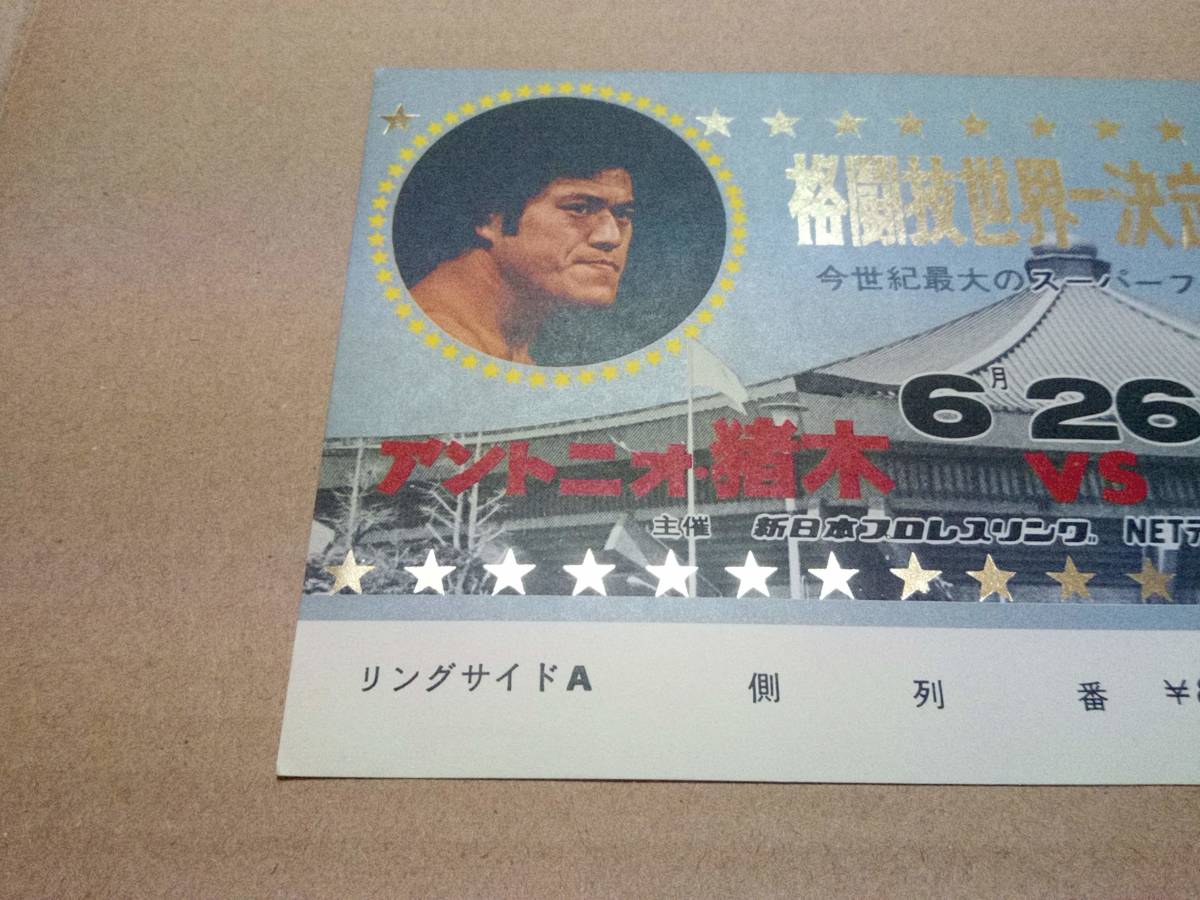 格闘技世界一決定
今世紀最大のスーパーフ
6月26
アントニオ・猪木 VS
主催 新日本プロレスリング NETテ
リングサイドA 側 列 番 ¥